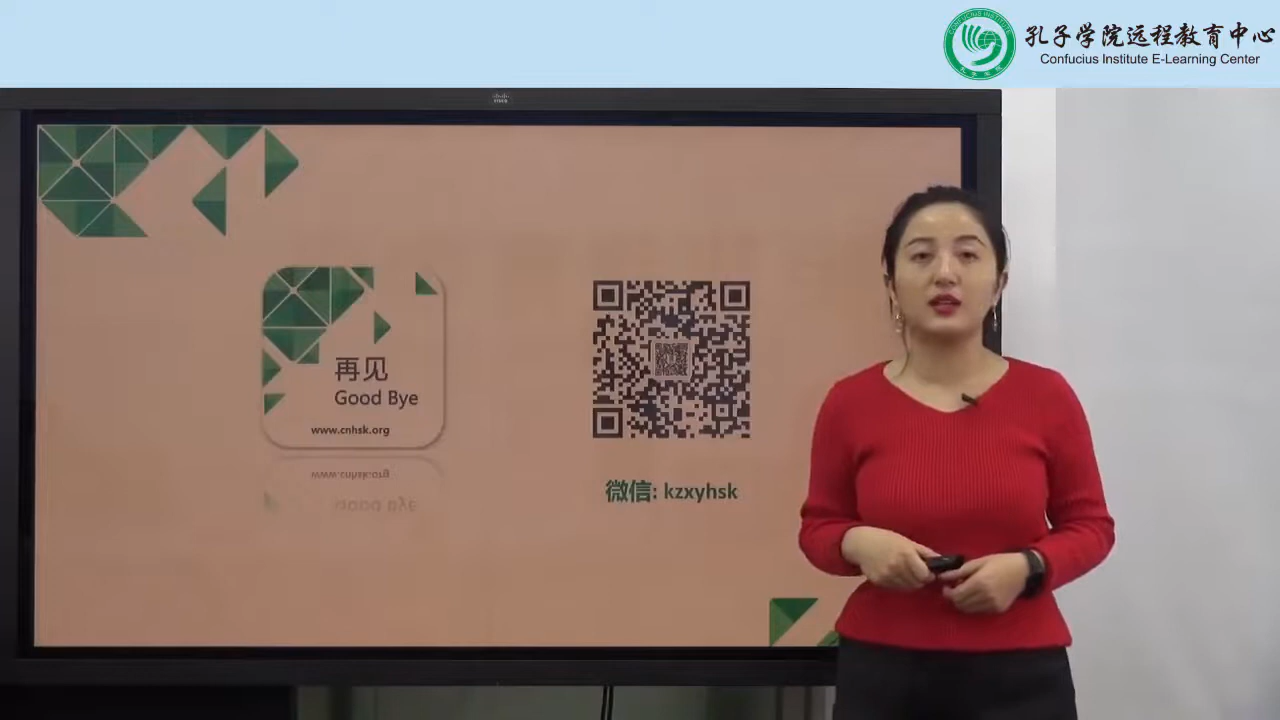 孔子学院远程教育中心
Confucius Institute E-Learning Center
再见
Good Bye
www.cnhsk.org
微信: kzxyhsk